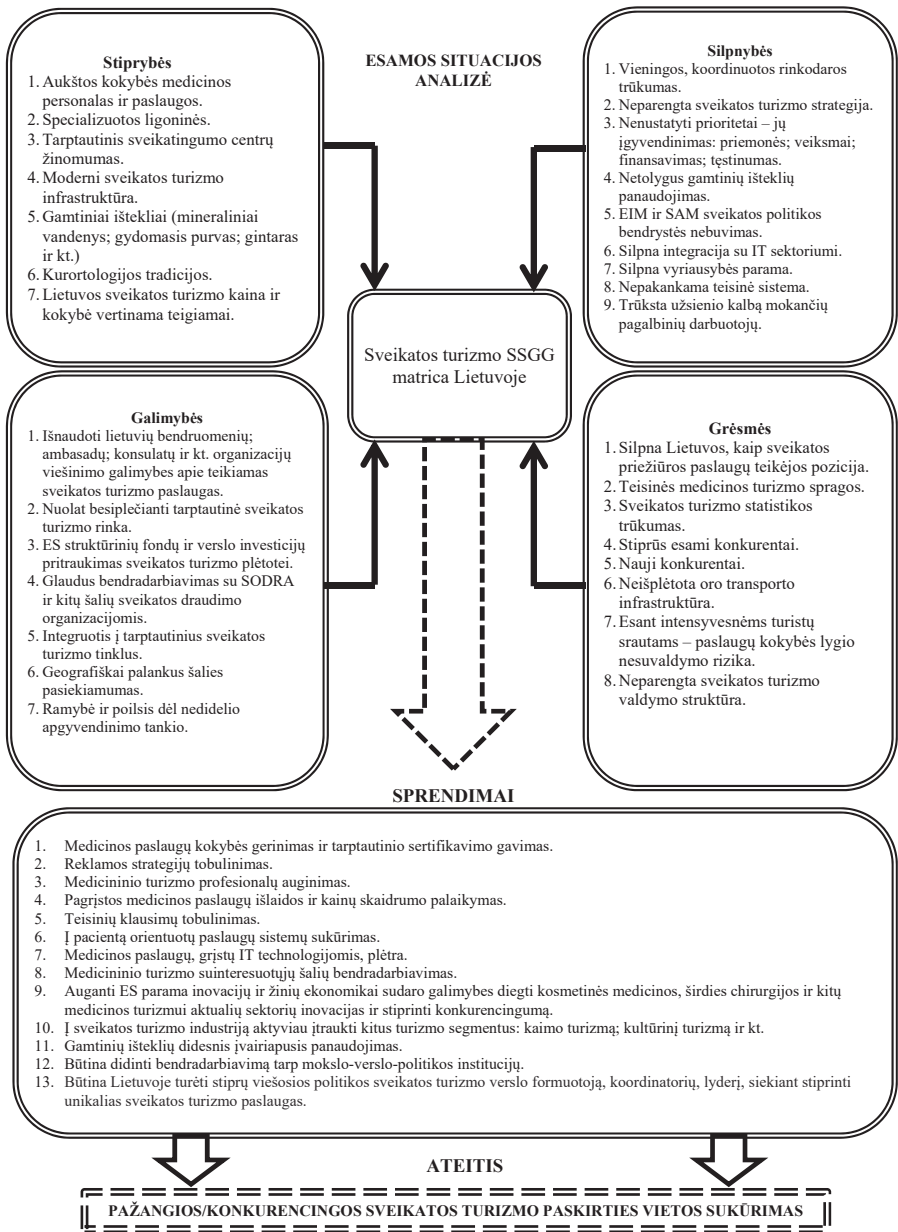 ESAMOS SITUACIJOS
ANALIZĖ
Stiprybės
1. Aukštos kokybės medicinos
personalas ir paslaugos.
2. Specializuotos ligoninės.
3. Tarptautinis sveikatingumo centrų
žinomumas.
4. Moderni sveikatos turizmo
infrastruktūra.
5. Gamtiniai ištekliai (mineraliniai
vandenys; gydomasis purvas; gintaras
ir kt.)
6. Kurortologijos tradicijos.
7. Lietuvos sveikatos turizmo kaina ir
kokybė vertinama teigiamai.
Silpnybės
1. Vieningos, koordinuotos rinkodaros
trūkumas.
2. Neparengta sveikatos turizmo strategija.
3. Nenustatyti prioritetai – jų
įgyvendinimas: priemonės; veiksmai;
finansavimas; tęstinumas.
4. Netolygus gamtinių išteklių
panaudojimas.
5. EIM ir SAM sveikatos politikos
bendrystės nebuvimas.
6. Silpna integracija su IT sektoriumi.
7. Silpna vyriausybės parama.
8. Nepakankama teisinė sistema.
9. Trūksta užsienio kalbą mokančių
pagalbinių darbuotojų.
Sveikatos turizmo SSGG
matrica Lietuvoje
Galimybės
1. Išnaudoti lietuvių bendruomenių;
ambasadų; konsulatų ir kt. organizacijų
viešinimo galimybes apie teikiamas
sveikatos turizmo paslaugas.
2. Nuolat besiplečianti tarptautinė sveikatos
turizmo rinka.
3. ES struktūrinių fondų ir verslo investicijų
pritraukimas sveikatos turizmo plėtotei.
4. Glaudus bendradarbiavimas su SODRA
ir kitų šalių sveikatos draudimo
organizacijomis.
5. Integruotis į tarptautinius sveikatos
turizmo tinklus.
6. Geografiškai palankus šalies
pasiekiamumas.
7. Ramybė ir poilsis dėl nedidelio
apgyvendinimo tankio.
Grėsmės
1. Silpna Lietuvos, kaip sveikatos
priežiūros paslaugų teikėjos pozicija.
2. Teisinės medicinos turizmo spragos.
3. Sveikatos turizmo statistikos
trūkumas.
4. Stiprūs esami konkurentai.
5. Nauji konkurentai.
6. Neišplėtota oro transporto
infrastruktūra.
7. Esant intensyvesnėms turistų
srautams – paslaugų kokybės lygio
nesuvaldymo rizika.
8. Neparengta sveikatos turizmo
valdymo struktūra.
SPRENDIMAI
1. Medicinos paslaugų kokybės gerinimas ir tarptautinio sertifikavimo gavimas.
2. Reklamos strategijų tobulinimas.
3. Medicininio turizmo profesionalų auginimas.
4. Pagrįstos medicinos paslaugų išlaidos ir kainų skaidrumo palaikymas.
5. Teisinių klausimų tobulinimas.
6. Į pacientą orientuotų paslaugų sistemų sukūrimas.
7. Medicinos paslaugų, grįstų IT technologijomis, plėtra.
8. Medicininio turizmo suinteresuotųjų šalių bendradarbiavimas.
9. Auganti ES parama inovacijų ir žinių ekonomikai sudaro galimybes diegti kosmetinės medicinos, širdies chirurgijos ir kitų
medicinos turizmui aktualių sektorių inovacijas ir stiprinti konkurencingumą.
10. Į sveikatos turizmo industriją aktyviau įtraukti kitus turizmo segmentus: kaimo turizmą; kultūrinį turizmą ir kt.
11. Gamtinių išteklių didesnis įvairiapusis panaudojimas.
12. Būtina didinti bendradarbiavimą tarp mokslo-verslo-politikos institucijų.
13. Būtina Lietuvoje turėti stiprų viešosios politikos sveikatos turizmo verslo formuotoją, koordinatorių, lyderį, siekiant stiprinti
unikalias sveikatos turizmo paslaugas.
ATEITIS
PAŽANGIOS/KONKURENCINGOS SVEIKATOS TURIZMO PASKIRTIES VIETOS SUKŪRIMAS